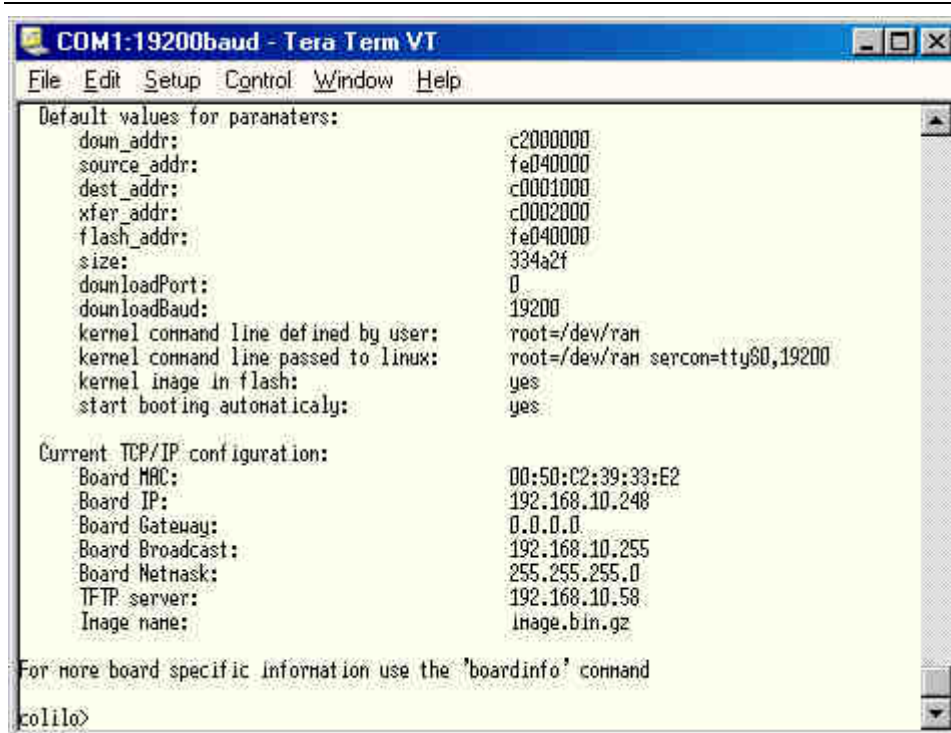 COM1:19200baud - Tera Term VT
File Edit Setup Control Window Help
Default values for paramaters:
down_addr: c2000000
source_addr: fe040000
dest_addr: c0001000
xfer_addr: c0002000
flash_addr: fe040000
size: 334a2f
downloadPort: 0
downloadBaud: 19200
kernel command line defined by user: root=/dev/ram
kernel command line passed to linux: root=/dev/ram sercon=ttyS0,19200
kernel image in flash: yes
start booting automaticaly: yes
Current TCP/IP configuration:
Board MAC: 00:50:C2:39:33:E2
Board IP: 192.168.10.248
Board Gateway: 0.0.0.0
Board Broadcast: 192.168.10.255
Board Netmask: 255.255.255.0
TFTP server: 192.168.10.58
Image name: image.bin.gz
For more board specific information use the 'boardinfo' command
colilo>